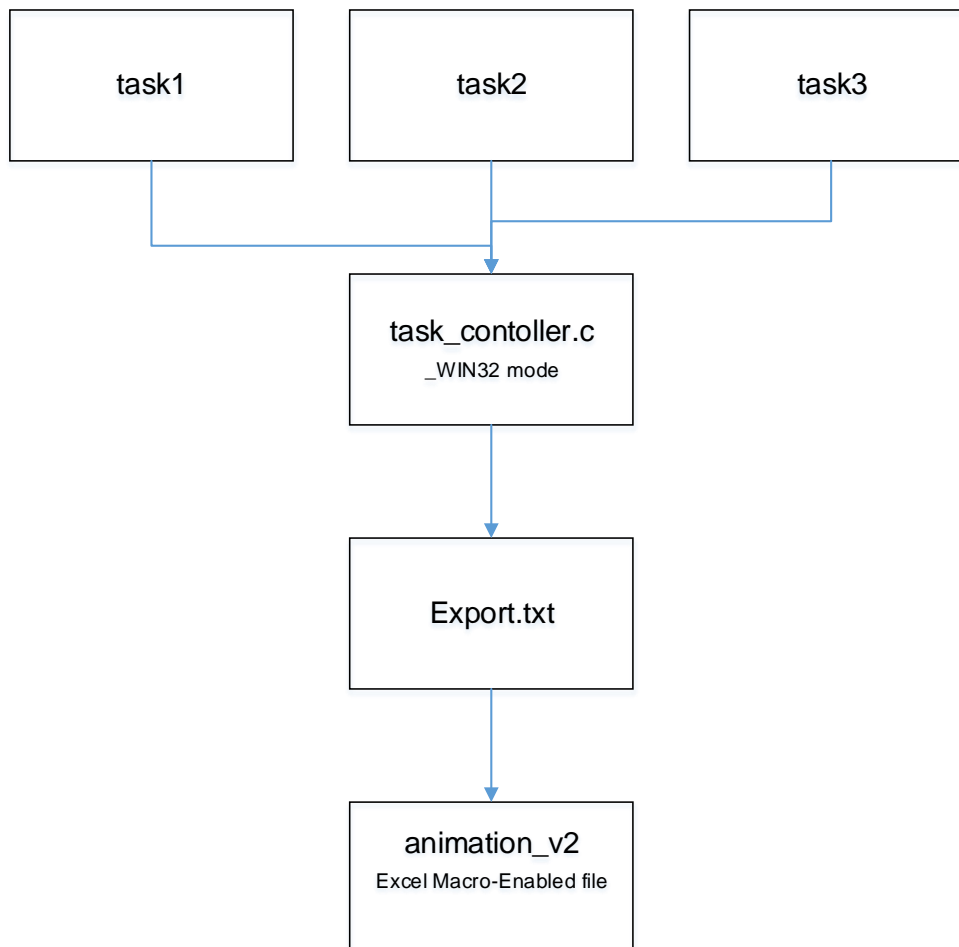 task1
task2
task3
task_contoller.c
_WIN32 mode
Export.txt
animation_v2
Excel Macro-Enabled file